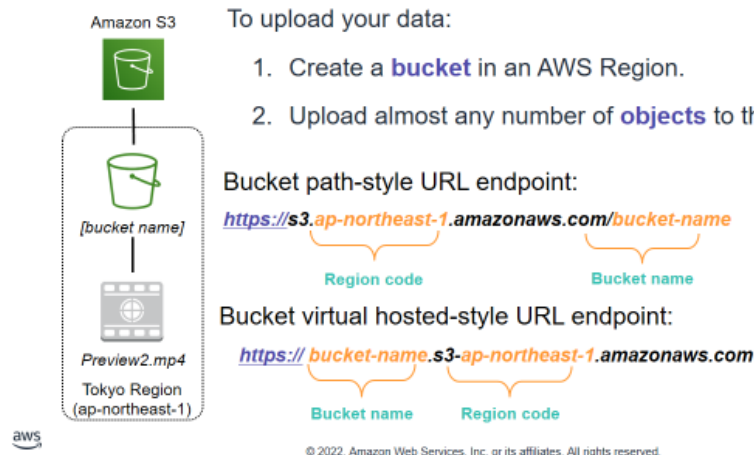 Amazon S3
To upload your data:
1. Create a bucket in an AWS Region.
2. Upload almost any number of objects to
Bucket path-style URL endpoint:
https://s3.ap-northeast-1.amazonaws.com/bucket-name
Region code
Bucket name
[bucket name]
Bucket virtual hosted-style URL endpoint:
https:// bucket-name.s3-ap-northeast-1.amazonaws.com
Bucket name
Region code
Preview2.mp4
Tokyo Region
(ap-northeast-1)
aws
© 2022, Amazon Web Services, Inc. or its affiliates. All rights reserved.